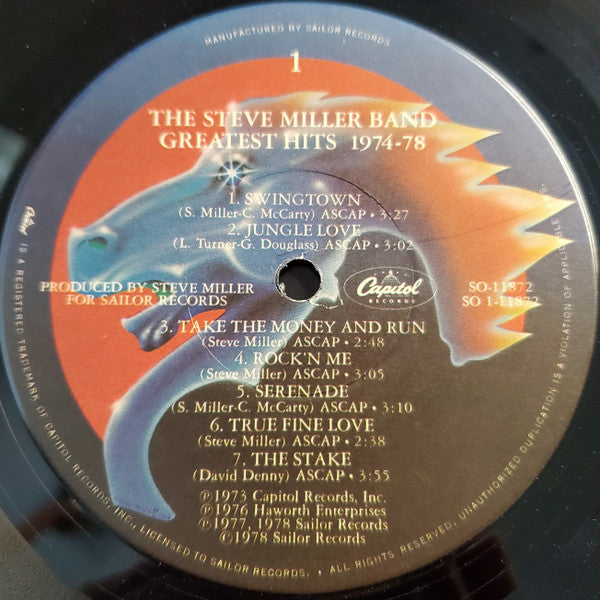 MANUFACTURED BY SAILOR RECORDS
1
THE STEVE MILLER BAND
GREATEST HITS 1974-78
1. SWINGTOWN
(S. Miller-C. McCarty) ASCAP • 3:27
2. JUNGLE LOVE
(L. Turner-G. Douglass) ASCAP • 3:02
PRODUCED BY STEVE MILLER
FOR SAILOR RECORDS
Capitol
RECORDS
SO-11872
SO 1-11872
3. TAKE THE MONEY AND RUN
(Steve Miller) ASCAP • 2:48
4. ROCK'N ME
(Steve Miller) ASCAP • 3:05
5. SERENADE
(S. Miller-C. McCarty) ASCAP • 3:10
6. TRUE FINE LOVE
(Steve Miller) ASCAP • 2:38
7. THE STAKE
(David Denny) ASCAP • 3:55
℗1973 Capitol Records, Inc.
℗1976 Haworth Enterprises
℗1977, 1978 Sailor Records
©1978 Sailor Records
Capitol IS A REGISTERED TRADEMARK OF CAPITOL RECORDS, INC., LICENSED TO SAILOR RECORDS. • ALL RIGHTS RESERVED. • UNAUTHORIZED DUPLICATION IS A VIOLATION OF APPLICABLE